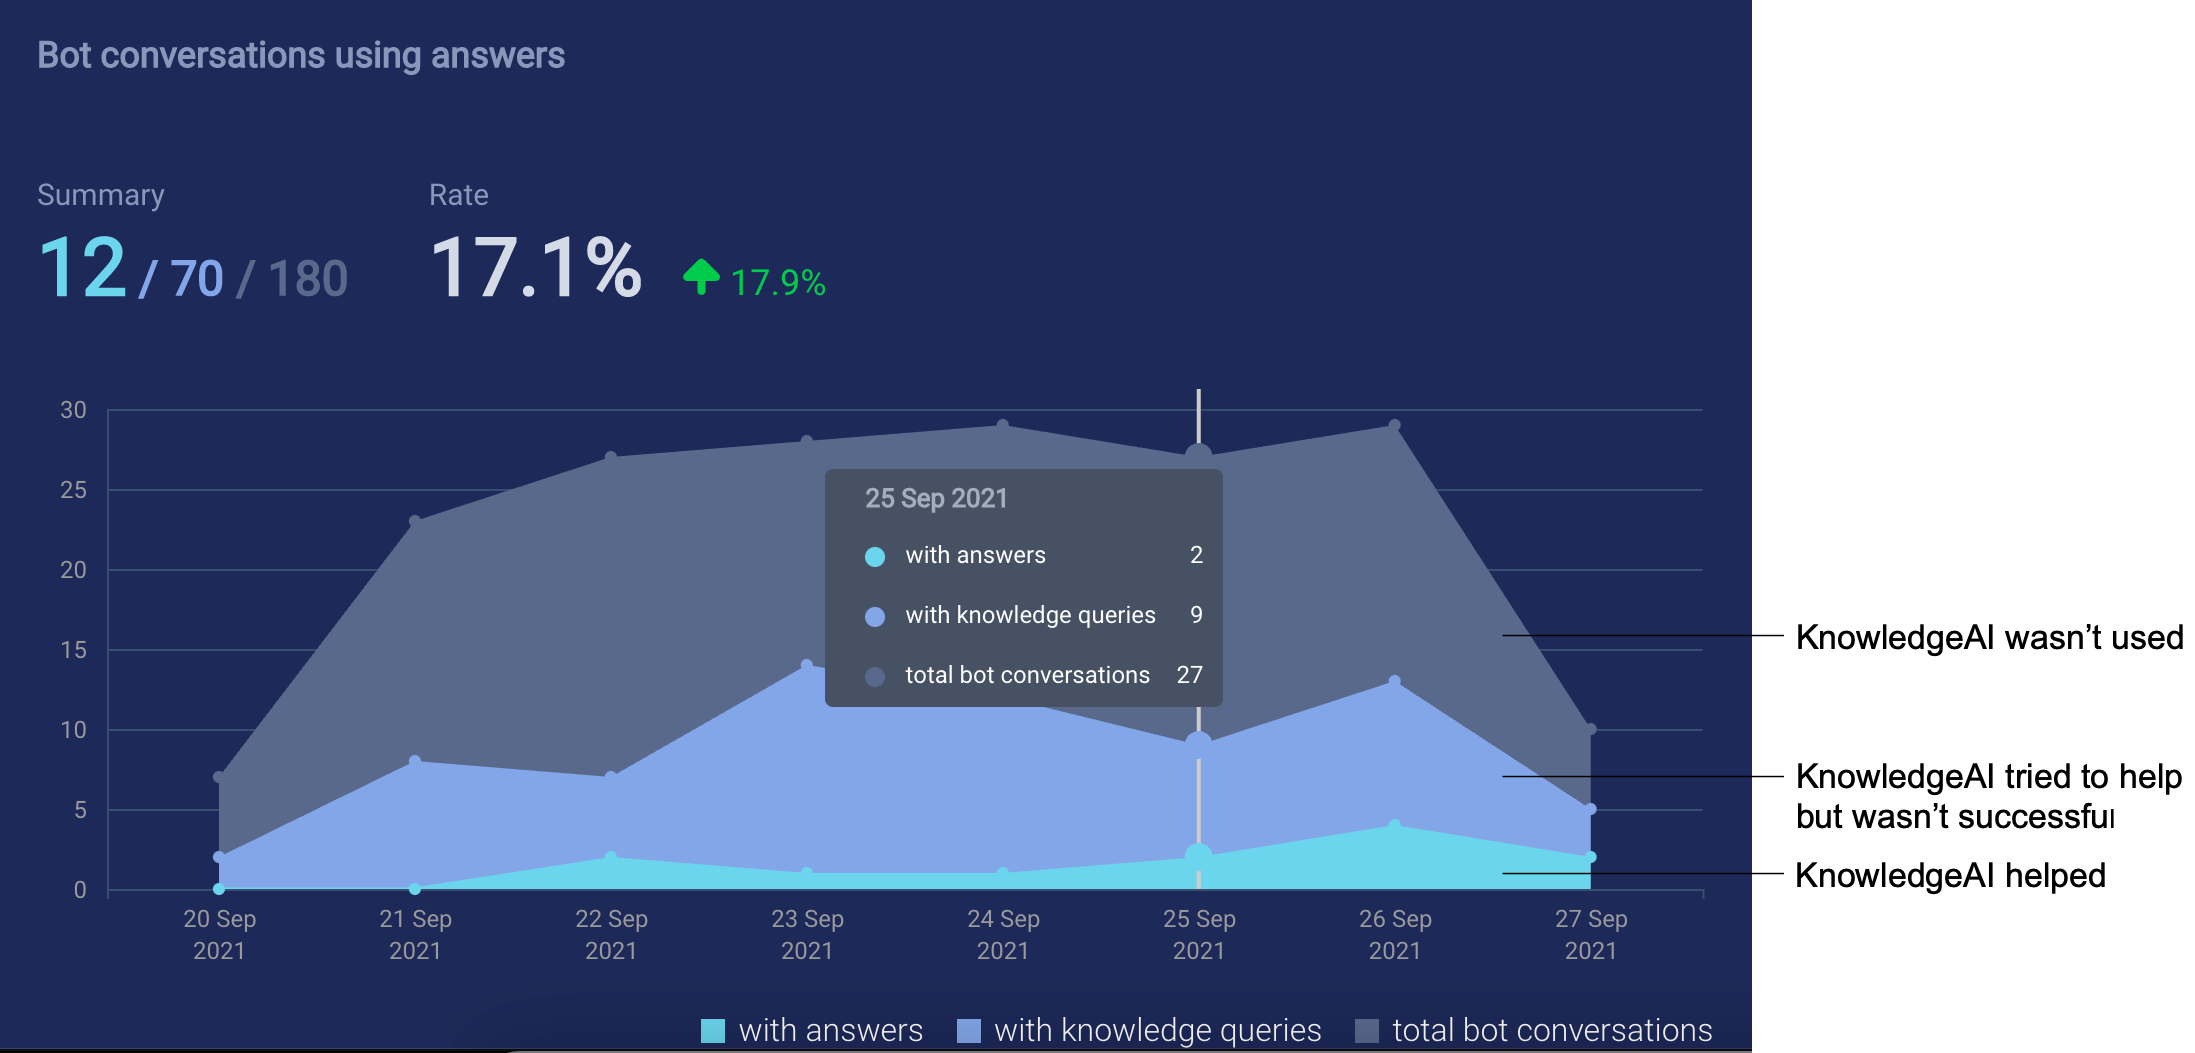 Bot conversations using answers
Summary
Rate
12 / 70 / 180
17.1%
17.9%
30
25
20
15
10
5
0
25 Sep 2021
with answers 2
with knowledge queries 9
total bot conversations 27
KnowledgeAI wasn’t used
KnowledgeAI tried to help
but wasn’t successful
KnowledgeAI helped
20 Sep 2021
21 Sep 2021
22 Sep 2021
23 Sep 2021
24 Sep 2021
25 Sep 2021
26 Sep 2021
27 Sep 2021
with answers
with knowledge queries
total bot conversations